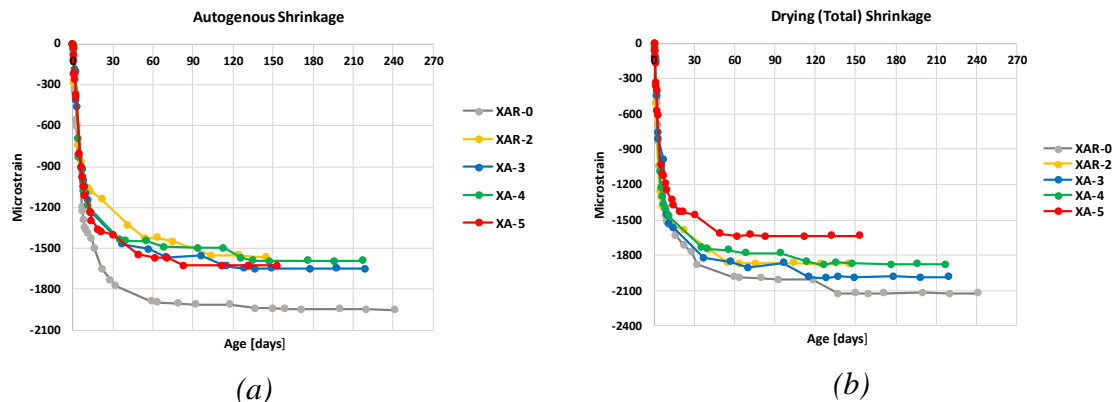 Autogenous Shrinkage
0
-300
-600
-900
-1200
-1500
-1800
-2100
0 30 60 90 120 150 180 210 240 270
Microstrain
Age [days]
XAR-0
XAR-2
XA-3
XA-4
XA-5
(a)
Drying (Total) Shrinkage
0
-300
-600
-900
-1200
-1500
-1800
-2100
-2400
0 30 60 90 120 150 180 210 240 270
Microstrain
Age [days]
XAR-0
XAR-2
XA-3
XA-4
XA-5
(b)